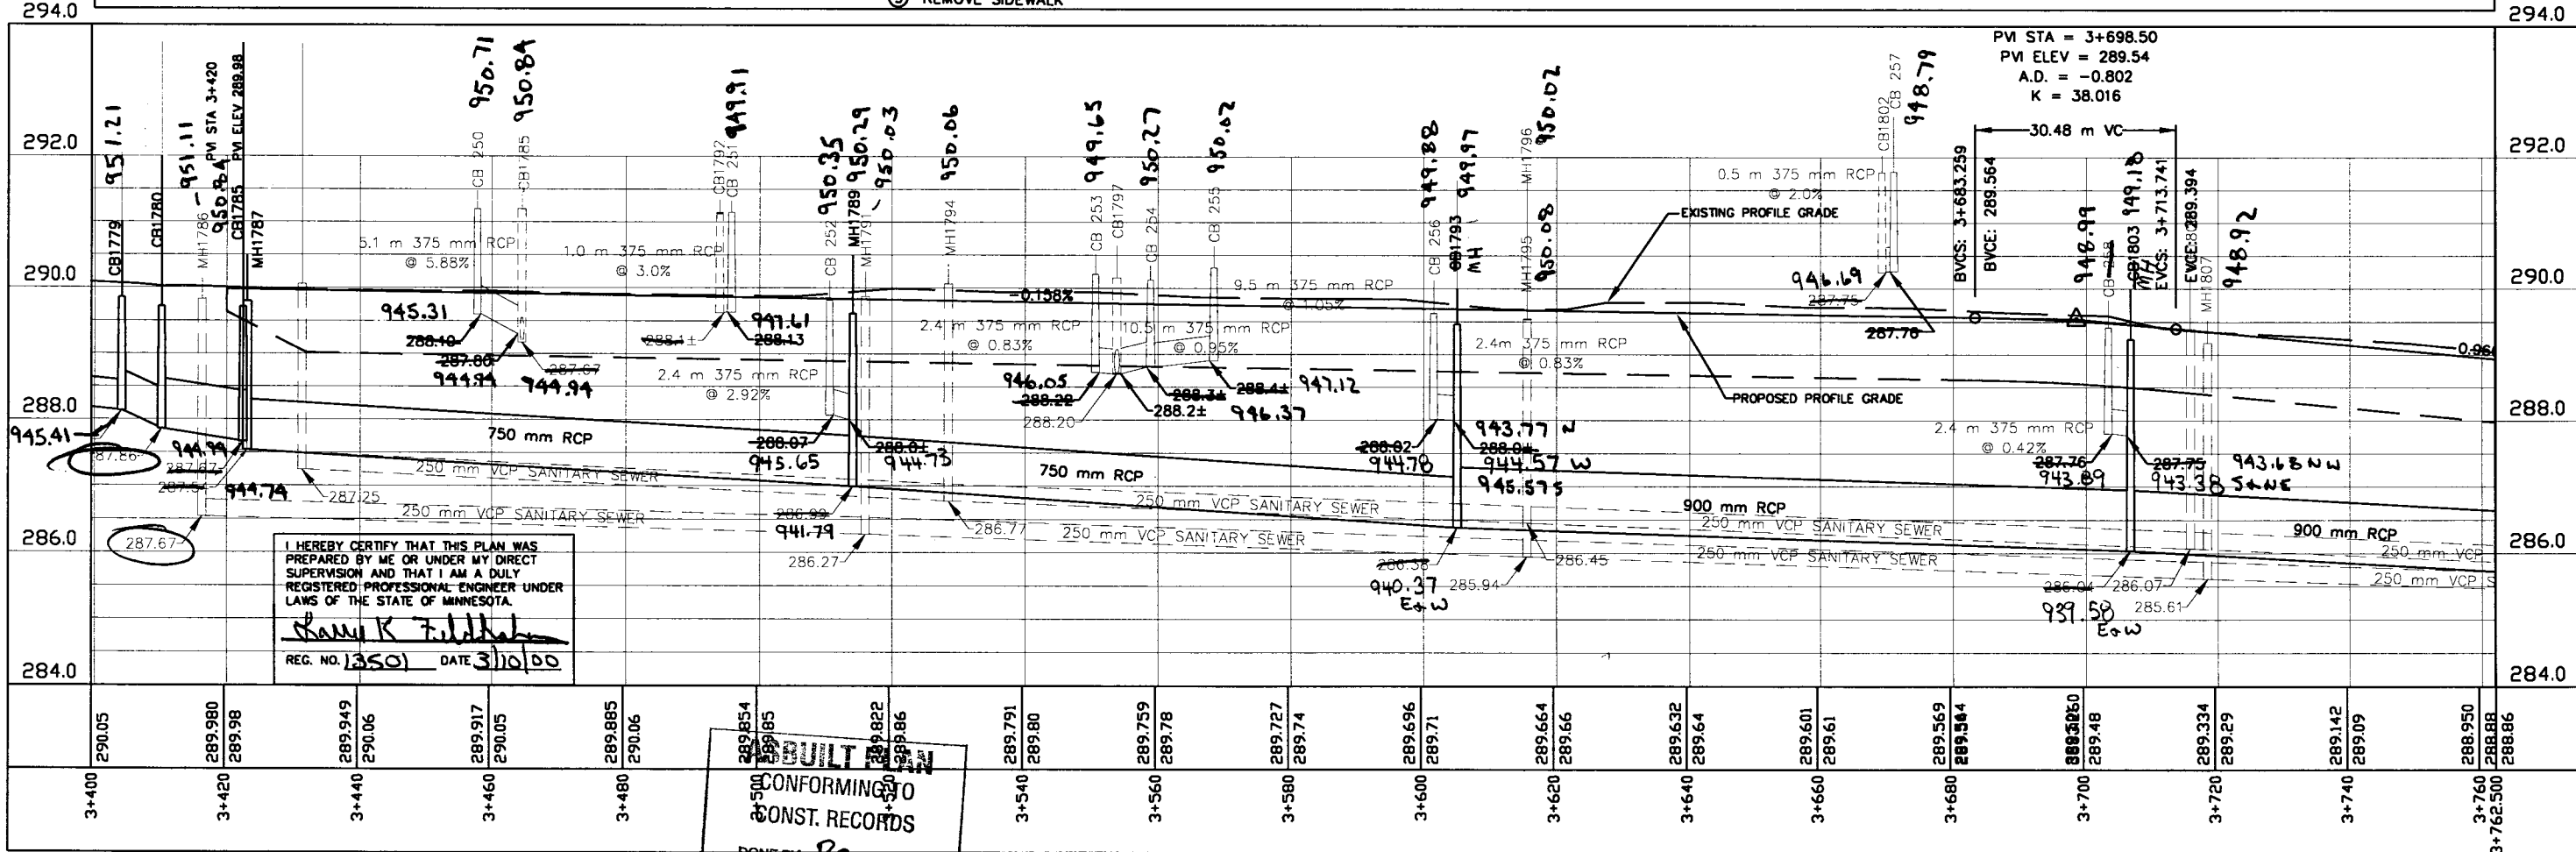 294.0
294.0
REMOVE SIDEWALK
PVI STA = 3+698.50
PVI ELEV = 289.54
A.D. = -0.802
K = 38.016
30.48 m VC
292.0
292.0
290.0
290.0
288.0
288.0
286.0
286.0
284.0
284.0
951.21
CB1779
CB1780
951.11
MH1786
950.84
PVI STA 3+420
PVI ELEV 289.98
CB1785
MH1787
CB 250
950.71
CB1785
950.84
CB1792
CB 251
949.91
CB 252
950.35
MH1789
950.29
MH1791
950.03
MH1794
950.06
CB 253
949.65
CB1797
CB 254
950.27
CB 255
950.02
CB 256
949.88
CB1793
MH
949.97
MH1795
950.08
MH1796
950.02
CB1802
CB 257
948.79
BVCS: 3+683.259
BVCE: 289.564
948.99
CB 258
CB1803
MH
949.18
EVCS: 3+713.741
EVCE: 289.394
MH1807
948.92
5.1 m 375 mm RCP
@ 5.88%
1.0 m 375 mm RCP
@ 3.0%
9.5 m 375 mm RCP
@ 1.05%
0.5 m 375 mm RCP
@ 2.0%
EXISTING PROFILE GRADE
PROPOSED PROFILE GRADE
-0.158%
2.4 m 375 mm RCP
@ 0.83%
10.5 m 375 mm RCP
@ 0.95%
2.4m 375 mm RCP
@ 0.83%
2.4 m 375 mm RCP
@ 2.92%
2.4 m 375 mm RCP
@ 0.42%
945.31
288.10
287.80
944.94
287.67
944.94
288.1±
947.61
288.13
946.05
288.22
288.20
288.3±
288.2±
946.37
288.4±
947.12
946.69
287.75
287.76
945.41
287.86
944.99
287.67
944.74
287.25
287.67
288.07
945.65
288.0±
944.73
286.99
941.79
286.27
286.77
288.02
944.78
943.77 N
288.0±
944.57 W
945.57 S
286.38
940.37
E+W
285.94
286.45
287.76
943.89
287.75
943.68 NW
943.38 S+NE
286.04
939.58
E+W
286.07
285.61
750 mm RCP
750 mm RCP
900 mm RCP
900 mm RCP
250 mm VCP SANITARY SEWER
250 mm VCP SANITARY SEWER
250 mm VCP SANITARY SEWER
250 mm VCP SANITARY SEWER
250 mm VCP SANITARY SEWER
250 mm VCP SANITARY SEWER
250 mm VCP
250 mm VCP S
I HEREBY CERTIFY THAT THIS PLAN WAS
PREPARED BY ME OR UNDER MY DIRECT
SUPERVISION AND THAT I AM A DULY
REGISTERED PROFESSIONAL ENGINEER UNDER
LAWS OF THE STATE OF MINNESOTA.
REG. NO. 13501 DATE 3/10/00
ASBUILT PLAN
CONFORMING TO
CONST. RECORDS
290.05
289.980
289.98
289.949
290.06
289.917
290.05
289.885
290.06
289.854
289.85
289.822
289.86
289.791
289.80
289.759
289.78
289.727
289.74
289.696
289.71
289.664
289.66
289.632
289.64
289.601
289.61
289.569
289.48
289.334
289.29
289.142
289.09
288.950
288.88
288.86
3+400
3+420
3+440
3+460
3+480
3+500
3+520
3+540
3+560
3+580
3+600
3+620
3+640
3+660
3+680
3+700
3+720
3+740
3+760
3+762.500